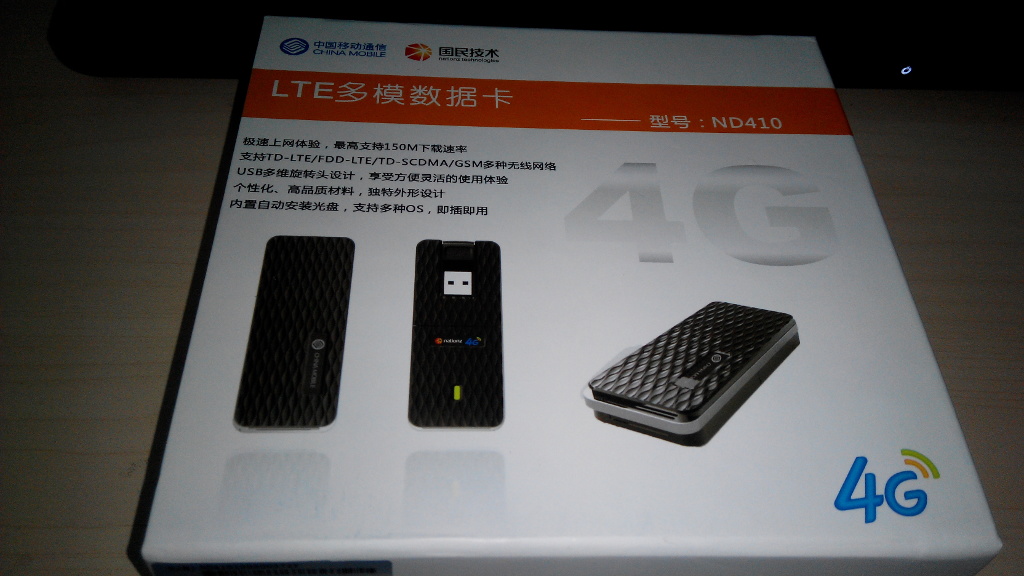 中国移动通信
CHINA MOBILE
国民技术
nationz technologies
LTE多模数据卡
型号：ND410
极速上网体验，最高支持150M下载速率
支持TD-LTE/FDD-LTE/TD-SCDMA/GSM多种无线网络
USB多维旋转头设计，享受方便灵活的使用体验
个性化、高品质材料，独特外形设计
内置自动安装光盘，支持多种OS，即插即用
4G
CHINA MOBILE
nationz 4G
4G